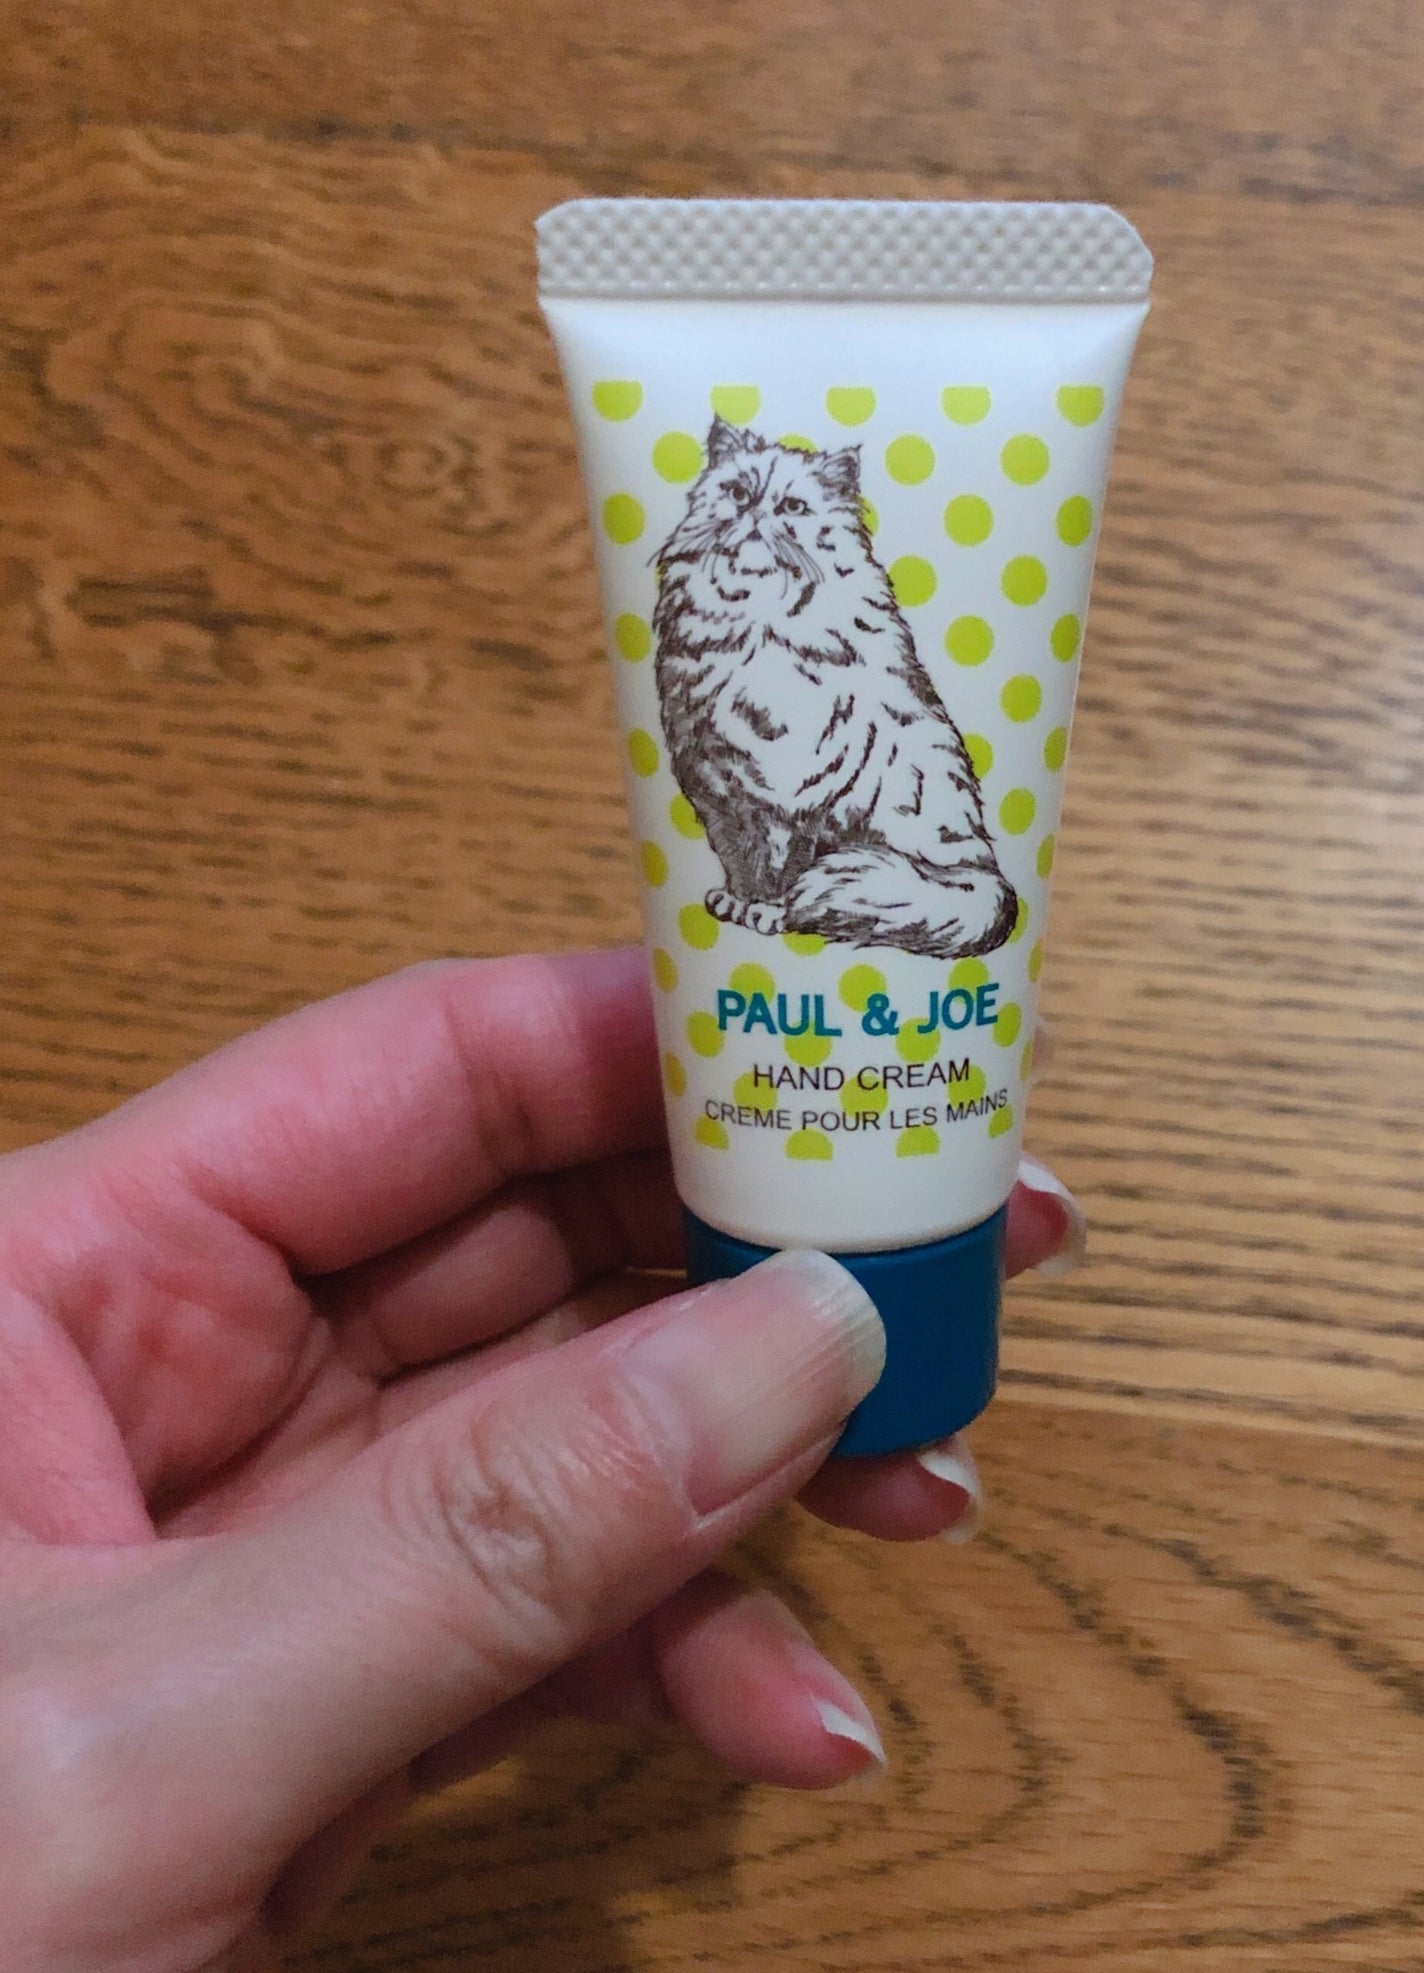 PAUL & JOE
HAND CREAM
CREME POUR LES MAINS